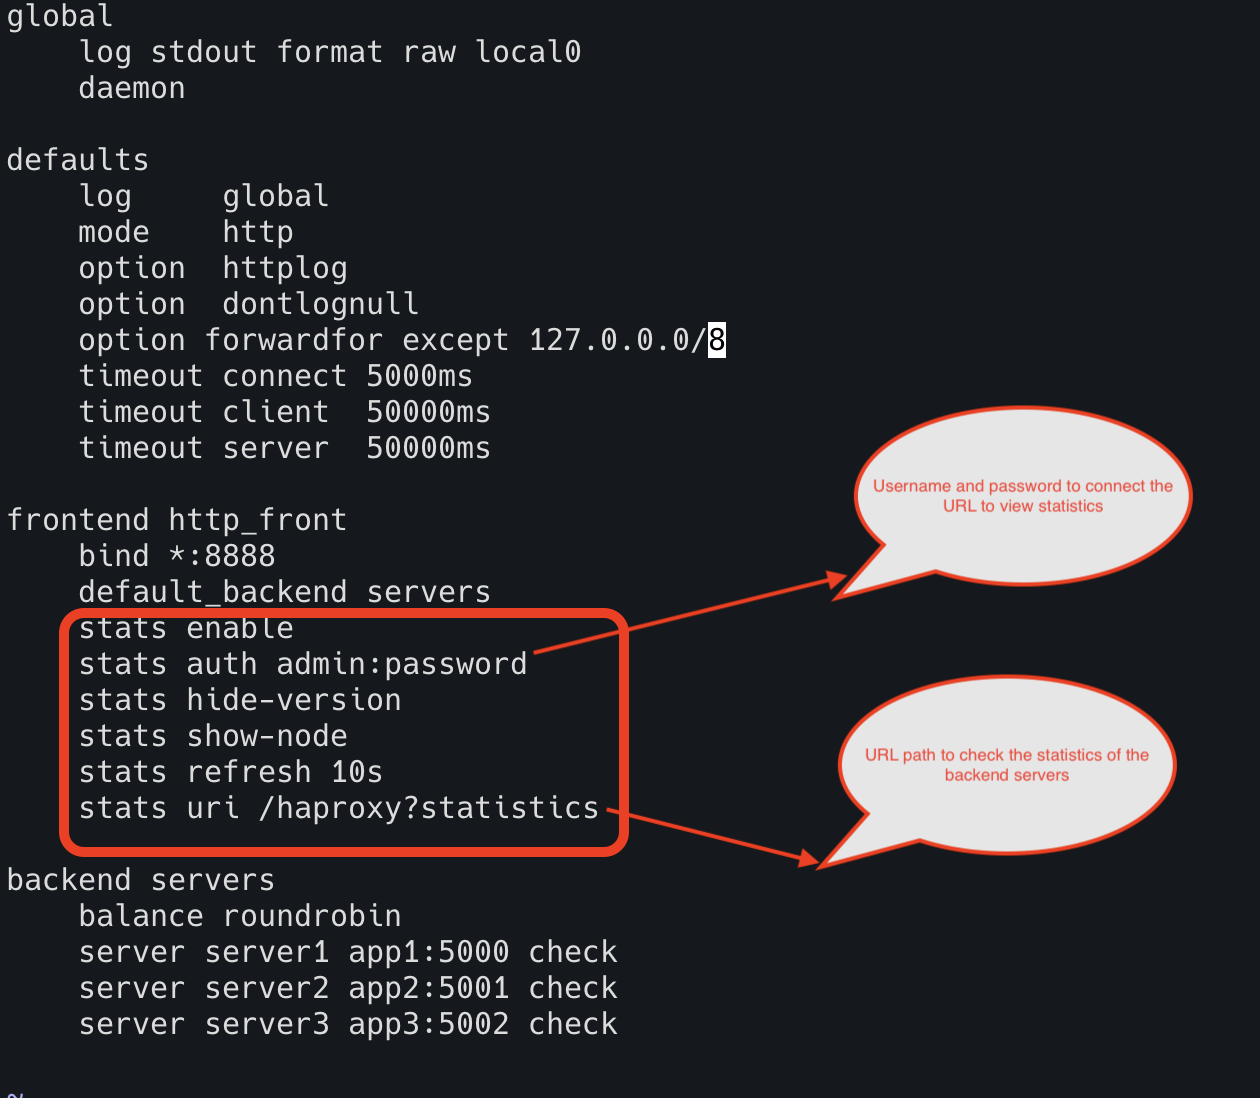 global
    log stdout format raw local0
    daemon

defaults
    log     global
    mode    http
    option  httplog
    option  dontlognull
    option forwardfor except 127.0.0.0/8
    timeout connect 5000ms
    timeout client  50000ms
    timeout server  50000ms

frontend http_front
    bind *:8888
    default_backend servers
    stats enable
    stats auth admin:password
    stats hide-version
    stats show-node
    stats refresh 10s
    stats uri /haproxy?statistics

backend servers
    balance roundrobin
    server server1 app1:5000 check
    server server2 app2:5001 check
    server server3 app3:5002 check

~
Username and password to connect the
URL to view statistics
URL path to check the statistics of the
backend servers